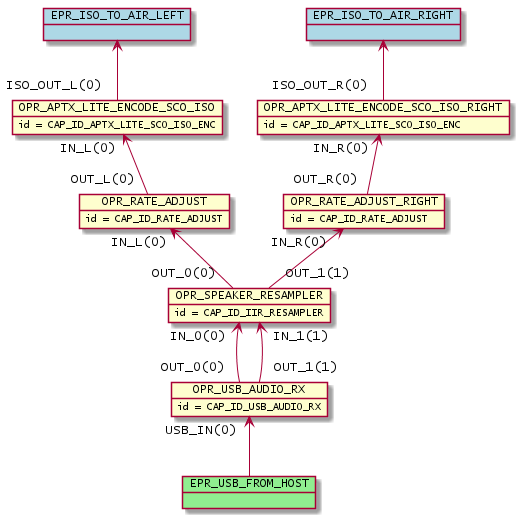 EPR_ISO_TO_AIR_LEFT
EPR_ISO_TO_AIR_RIGHT
ISO_OUT_L(0)
ISO_OUT_R(0)
OPR_APTX_LITE_ENCODE_SCO_ISO
id = CAP_ID_APTX_LITE_SCO_ISO_ENC
OPR_APTX_LITE_ENCODE_SCO_ISO_RIGHT
id = CAP_ID_APTX_LITE_SCO_ISO_ENC
IN_L(0)
IN_R(0)
OUT_L(0)
OUT_R(0)
OPR_RATE_ADJUST
id = CAP_ID_RATE_ADJUST
OPR_RATE_ADJUST_RIGHT
id = CAP_ID_RATE_ADJUST
IN_L(0)
IN_R(0)
OUT_0(0)
OUT_1(1)
OPR_SPEAKER_RESAMPLER
id = CAP_ID_IIR_RESAMPLER
IN_0(0)
IN_1(1)
OUT_0(0)
OUT_1(1)
OPR_USB_AUDIO_RX
id = CAP_ID_USB_AUDIO_RX
USB_IN(0)
EPR_USB_FROM_HOST